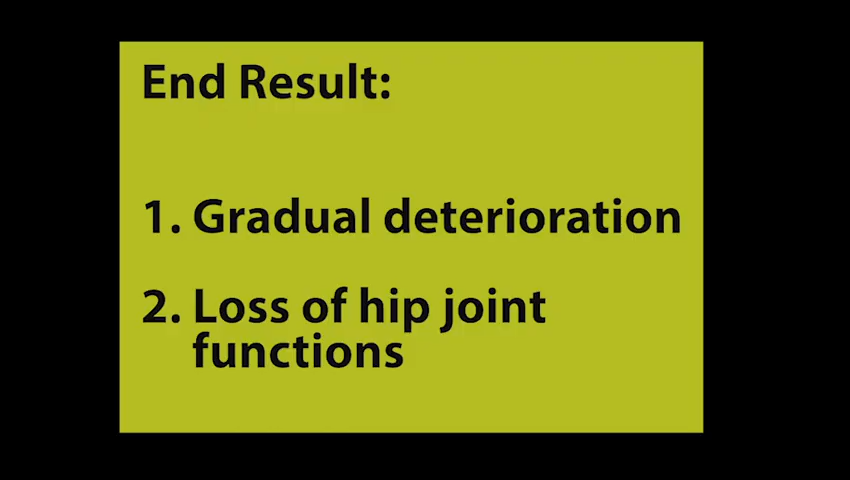 End Result:
1. Gradual deterioration
2. Loss of hip joint
functions